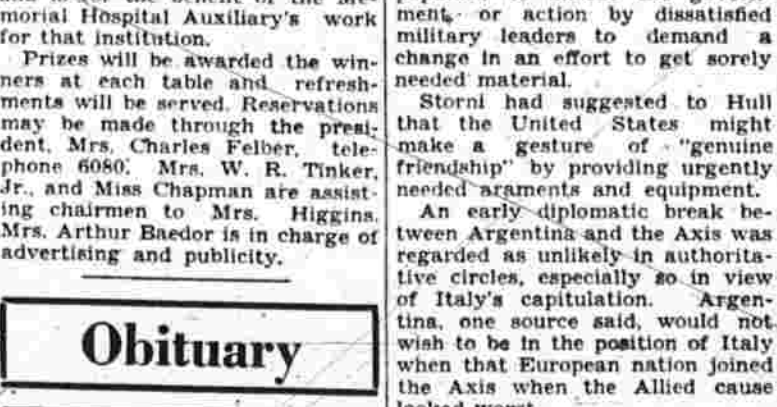 morial Hospital Auxiliary's work
for that institution.
Prizes will be awarded the win-
ners at each table and refresh-
ments will be served. Reservations
may be made through the presi-
dent, Mrs. Charles Felber, tele-
phone 6080. Mrs. W. R. Tinker,
Jr., and Miss Chapman are assist-
ing chairmen to Mrs. Higgins.
Mrs. Arthur Baedor is in charge of
advertising and publicity.
Obituary
ment, or action by dissatisfied
military leaders to demand a
change in an effort to get sorely
needed material.
Storni had suggested to Hull
that the United States might
make a gesture of "genuine
friendship" by providing urgently
needed araments and equipment.
An early diplomatic break be-
tween Argentina and the Axis was
regarded as unlikely in authorita-
tive circles, especially so in view
of Italy's capitulation. Argen-
tina, one source said, would not
wish to be in the position of Italy
when that European nation joined
the Axis when the Allied cause